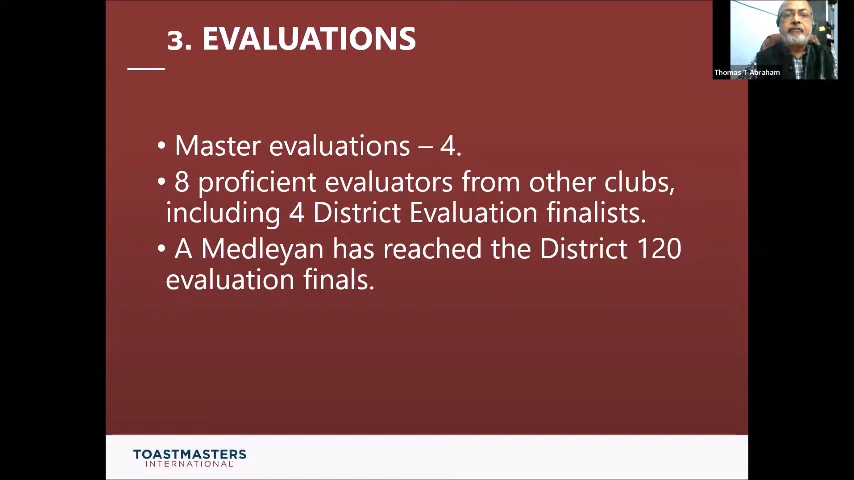 3. EVALUATIONS
Thomas T Abraham
• Master evaluations – 4.
• 8 proficient evaluators from other clubs,
including 4 District Evaluation finalists.
• A Medleyan has reached the District 120
evaluation finals.
TOASTMASTERS
INTERNATIONAL